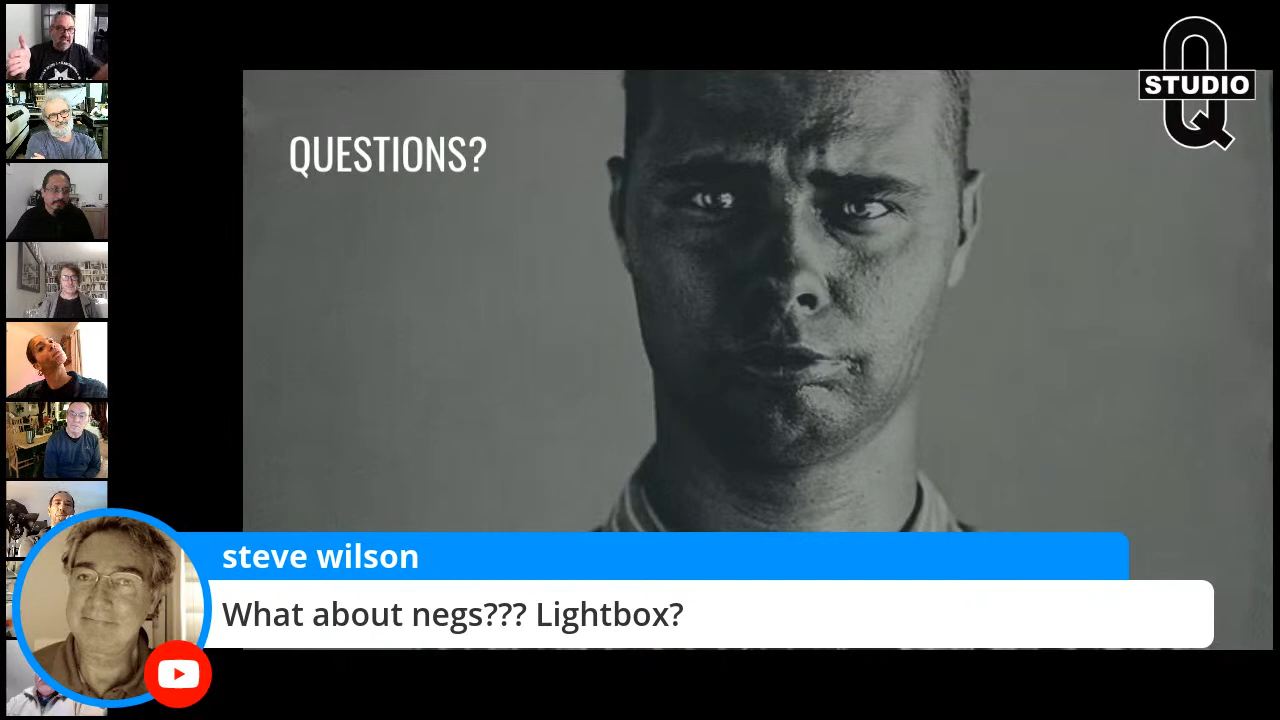 STUDIO
Q
QUESTIONS?
steve wilson
What about negs??? Lightbox?